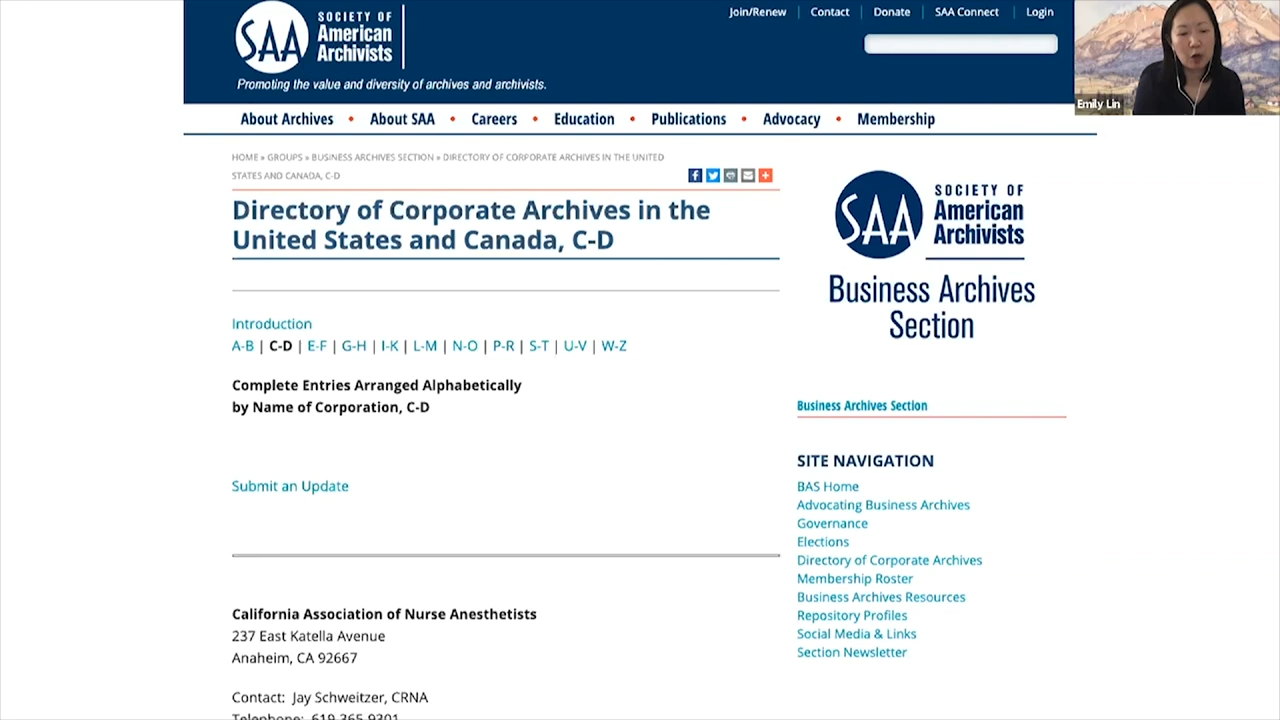 SAA
SOCIETY OF
American
Archivists
Promoting the value and diversity of archives and archivists.
Join/Renew | Contact | Donate | SAA Connect | Login
Emily Lin
About Archives • About SAA • Careers • Education • Publications • Advocacy • Membership
HOME » GROUPS » BUSINESS ARCHIVES SECTION » DIRECTORY OF CORPORATE ARCHIVES IN THE UNITED
STATES AND CANADA, C-D
Directory of Corporate Archives in the
United States and Canada, C-D
Introduction
A-B | C-D | E-F | G-H | I-K | L-M | N-O | P-R | S-T | U-V | W-Z
Complete Entries Arranged Alphabetically
by Name of Corporation, C-D
Submit an Update
California Association of Nurse Anesthetists
237 East Katella Avenue
Anaheim, CA 92667
Contact: Jay Schweitzer, CRNA
Telephone: 619-365-9301
SAA
SOCIETY OF
American
Archivists
Business Archives
Section
Business Archives Section
SITE NAVIGATION
BAS Home
Advocating Business Archives
Governance
Elections
Directory of Corporate Archives
Membership Roster
Business Archives Resources
Repository Profiles
Social Media & Links
Section Newsletter